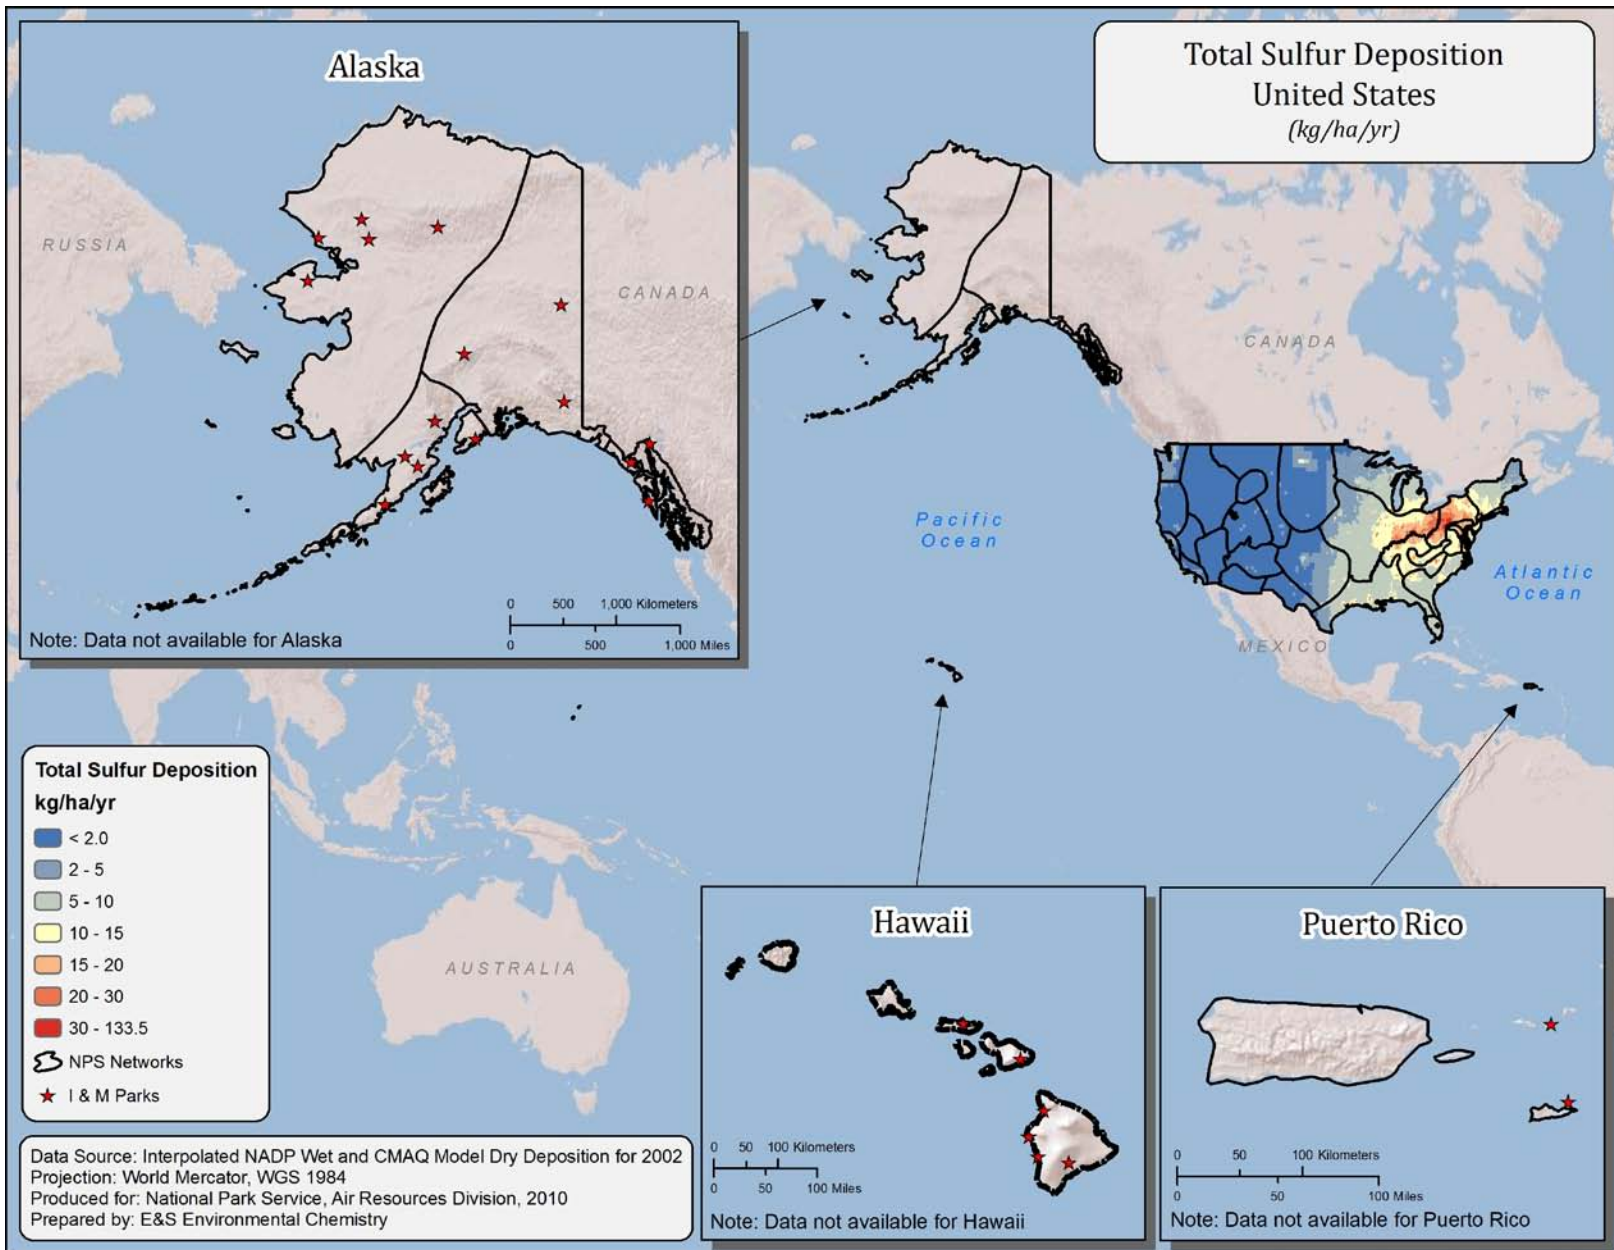 Alaska
Total Sulfur Deposition
United States
(kg/ha/yr)
RUSSIA
CANADA
CANADA
Pacific
Ocean
Atlantic
Ocean
MEXICO
0 500 1,000 Kilometers
0 500 1,000 Miles
Note: Data not available for Alaska
Total Sulfur Deposition
kg/ha/yr
< 2.0
2 - 5
5 - 10
10 - 15
15 - 20
20 - 30
30 - 133.5
NPS Networks
I & M Parks
AUSTRALIA
Hawaii
0 50 100 Kilometers
0 50 100 Miles
Note: Data not available for Hawaii
Puerto Rico
0 50 100 Kilometers
0 50 100 Miles
Note: Data not available for Puerto Rico
Data Source: Interpolated NADP Wet and CMAQ Model Dry Deposition for 2002
Projection: World Mercator, WGS 1984
Produced for: National Park Service, Air Resources Division, 2010
Prepared by: E&S Environmental Chemistry